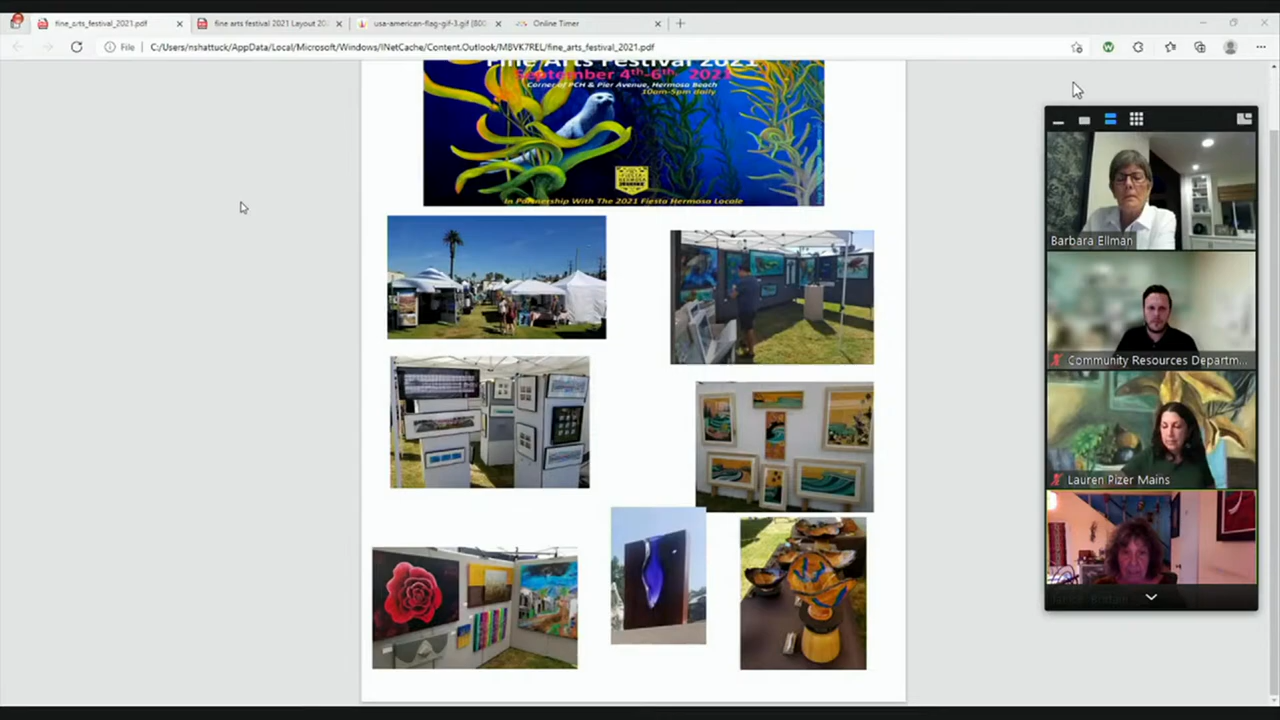 fine_arts_festival_2021.pdf
fine arts festival 2021 Layout 202
usa-american-flag-gif-3.gif (800
Online Timer
File
C:/Users/nshattuck/AppData/Local/Microsoft/Windows/INetCache/Content.Outlook/M8VK7REL/fine_arts_festival_2021.pdf
Fine Arts Festival 2021
September 4th-6th, 2021
Corner of PCH & Pier Avenue, Hermosa Beach
10am-5pm daily
In Partnership With The 2021 Fiesta Hermosa Locale
Barbara Ellman
Community Resources Departm...
Lauren Pizer Mains